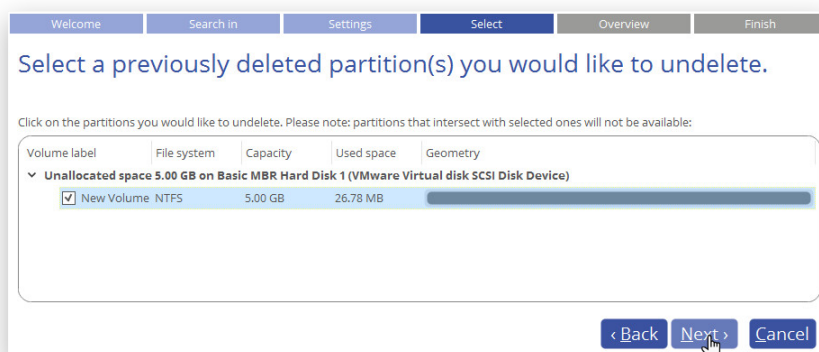 Welcome Search in Settings Select Overview Finish
Select a previously deleted partition(s) you would like to undelete.
Click on the partitions you would like to undelete. Please note: partitions that intersect with selected ones will not be available:
Volume label File system Capacity Used space Geometry
Unallocated space 5.00 GB on Basic MBR Hard Disk 1 (VMware Virtual disk SCSI Disk Device)
New Volume NTFS 5.00 GB 26.78 MB
‹ Back Next › Cancel